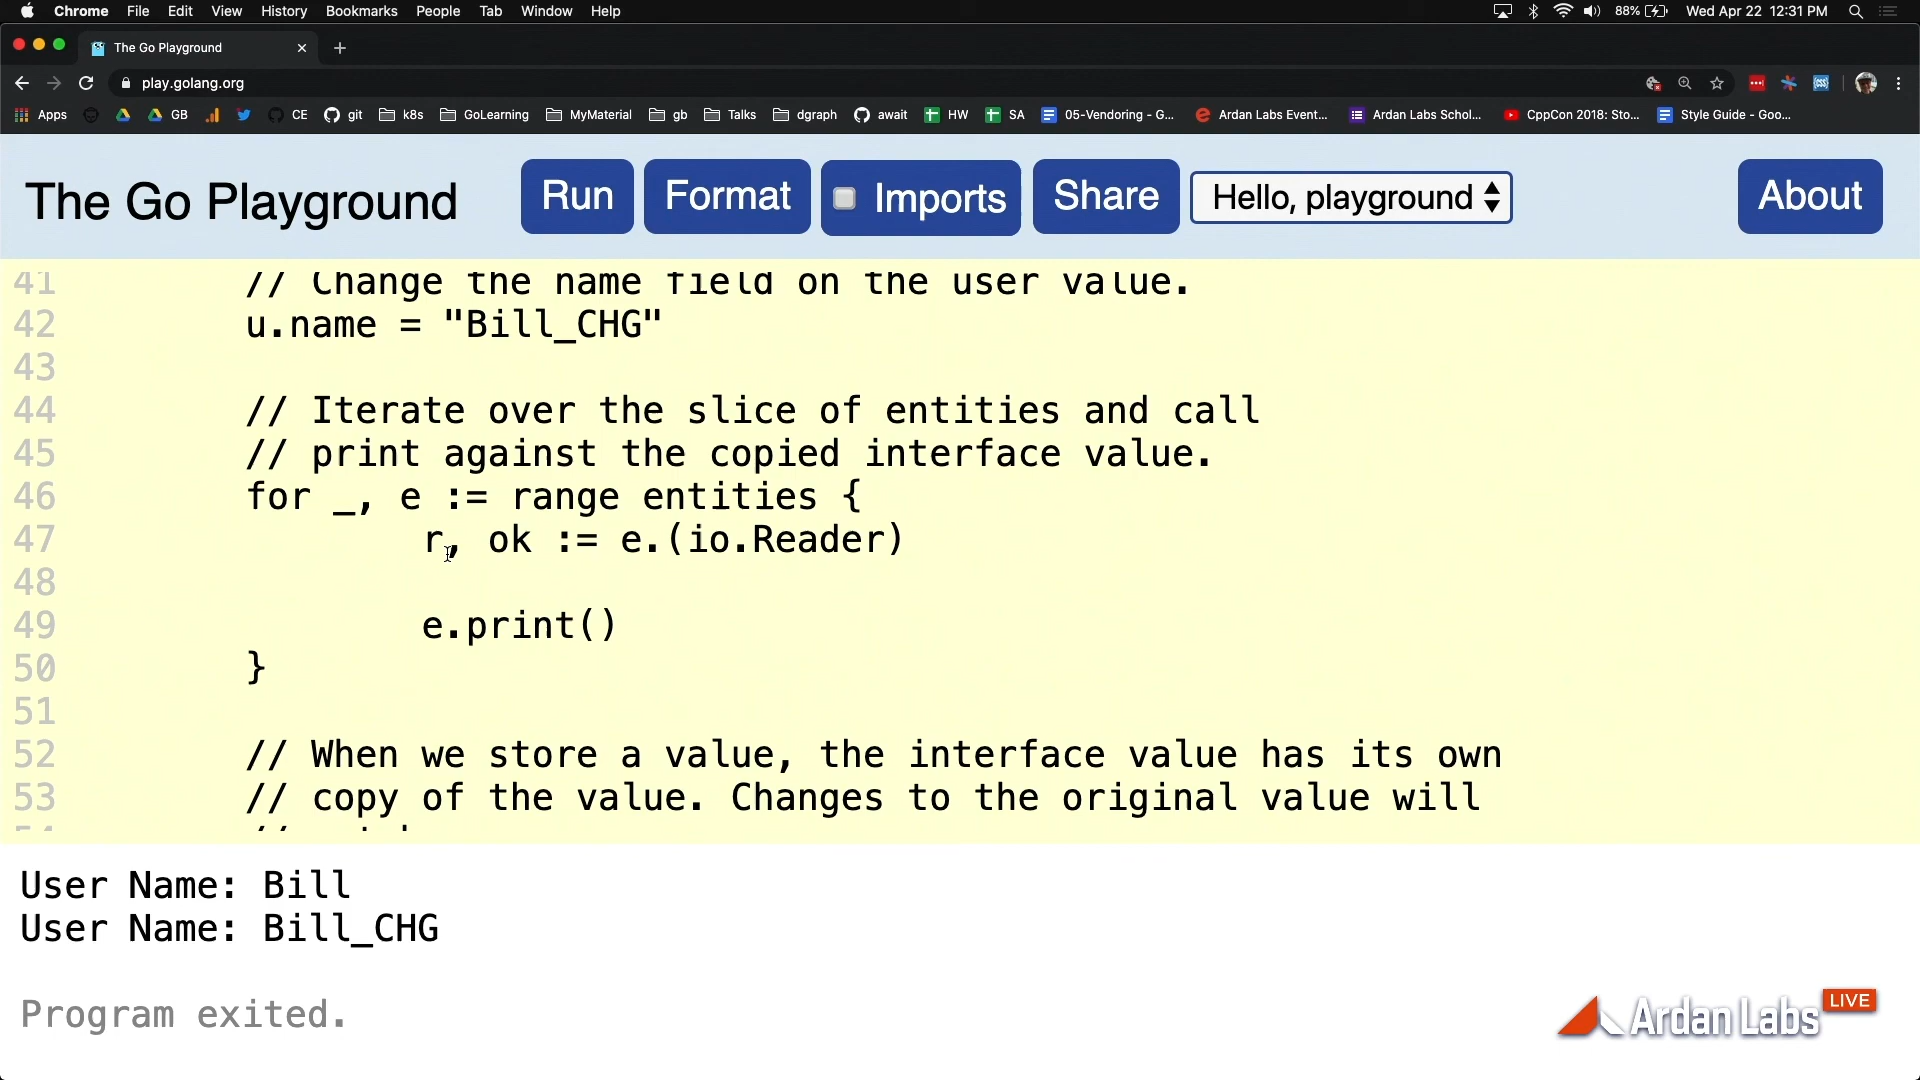 Chrome File Edit View History Bookmarks People Tab Window Help 88% Wed Apr 22 12:31 PM
The Go Playground
play.golang.org
Apps GB CE git k8s GoLearning MyMaterial gb Talks dgraph await HW SA 05-Vendoring - G... Ardan Labs Event... Ardan Labs Schol... CppCon 2018: Sto... Style Guide - Goo...
The Go Playground Run Format Imports Share Hello, playground About
41 // Change the name field on the user value.
42 u.name = "Bill_CHG"
43
44 // Iterate over the slice of entities and call
45 // print against the copied interface value.
46 for _, e := range entities {
47 r, ok := e.(io.Reader)
48
49 e.print()
50 }
51
52 // When we store a value, the interface value has its own
53 // copy of the value. Changes to the original value will
User Name: Bill
User Name: Bill_CHG
Program exited.
Ardan Labs LIVE